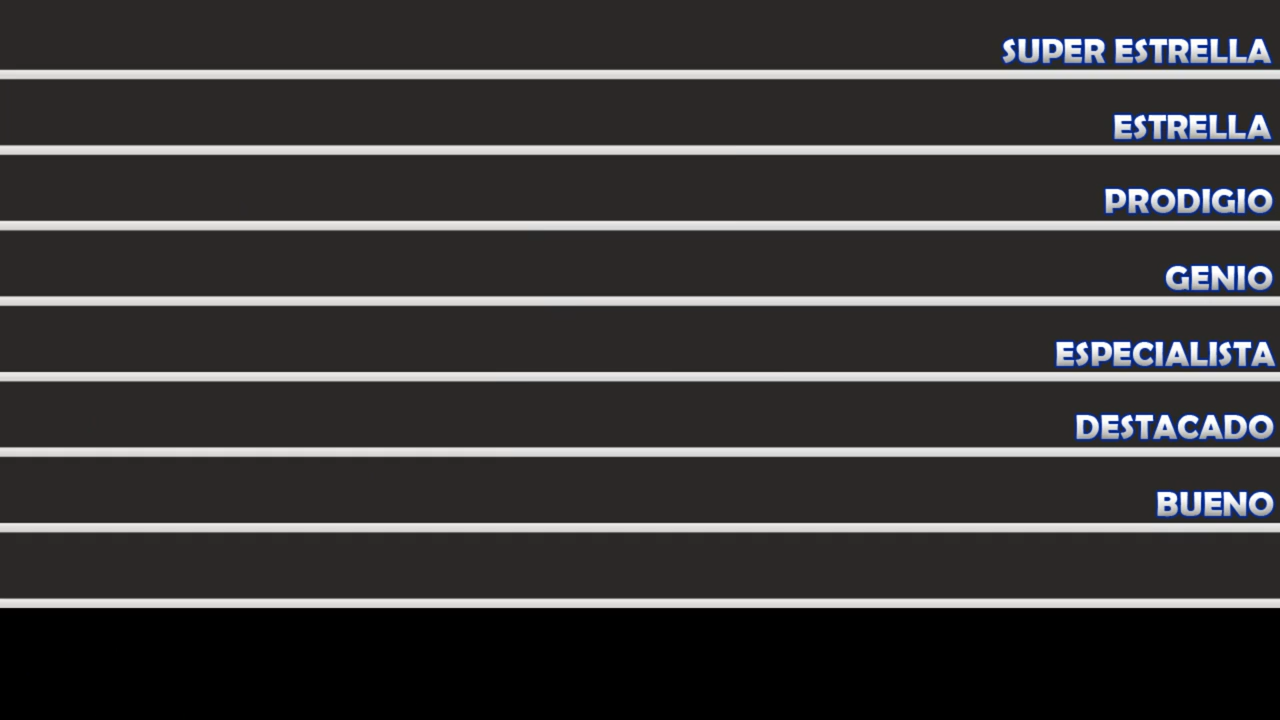 SUPER ESTRELLA
ESTRELLA
PRODIGIO
GENIO
ESPECIALISTA
DESTACADO
BUENO